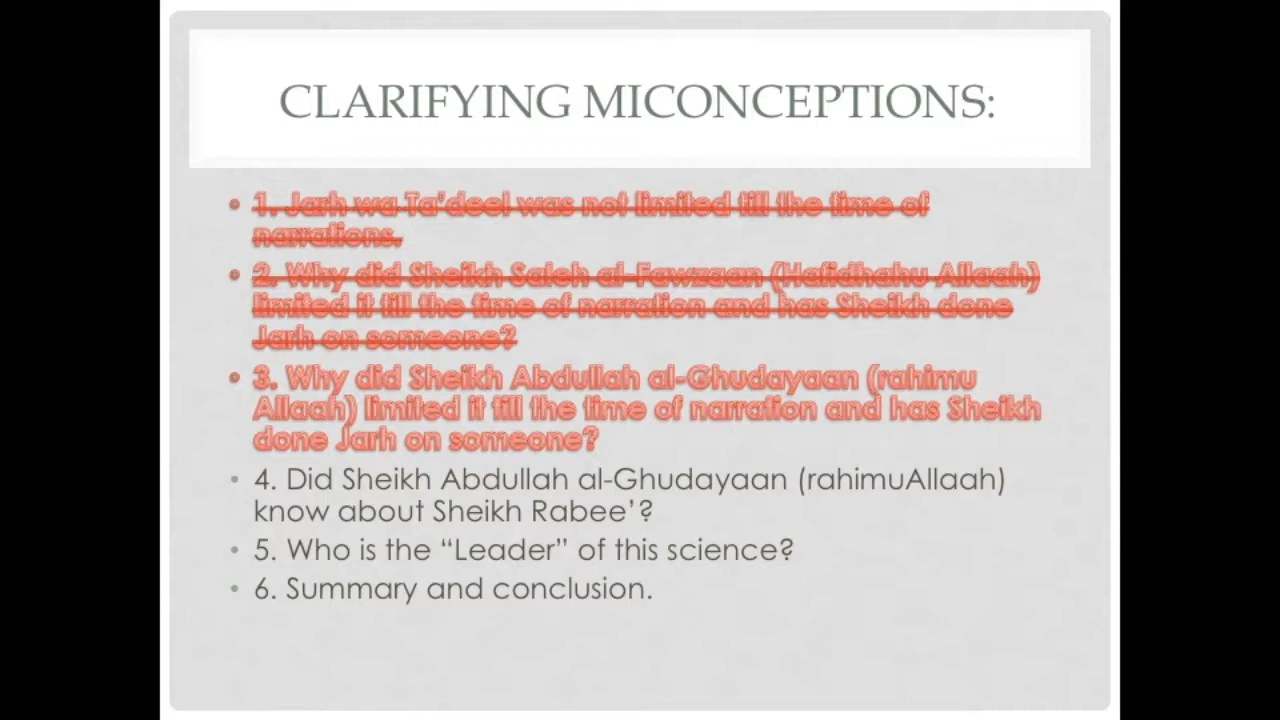 CLARIFYING MICONCEPTIONS:
• 1. Jarh wa Ta'deel was not limited till the time of
narrations.
• 2. Why did Sheikh Saleh al-Fawzaan (Hafidhahu Allaah)
limited it till the time of narration and has Sheikh done
Jarh on someone?
• 3. Why did Sheikh Abdullah al-Ghudayaan (rahimu
Allaah) limited it till the time of narration and has Sheikh
done Jarh on someone?
• 4. Did Sheikh Abdullah al-Ghudayaan (rahimuAllaah)
know about Sheikh Rabee’?
• 5. Who is the “Leader” of this science?
• 6. Summary and conclusion.